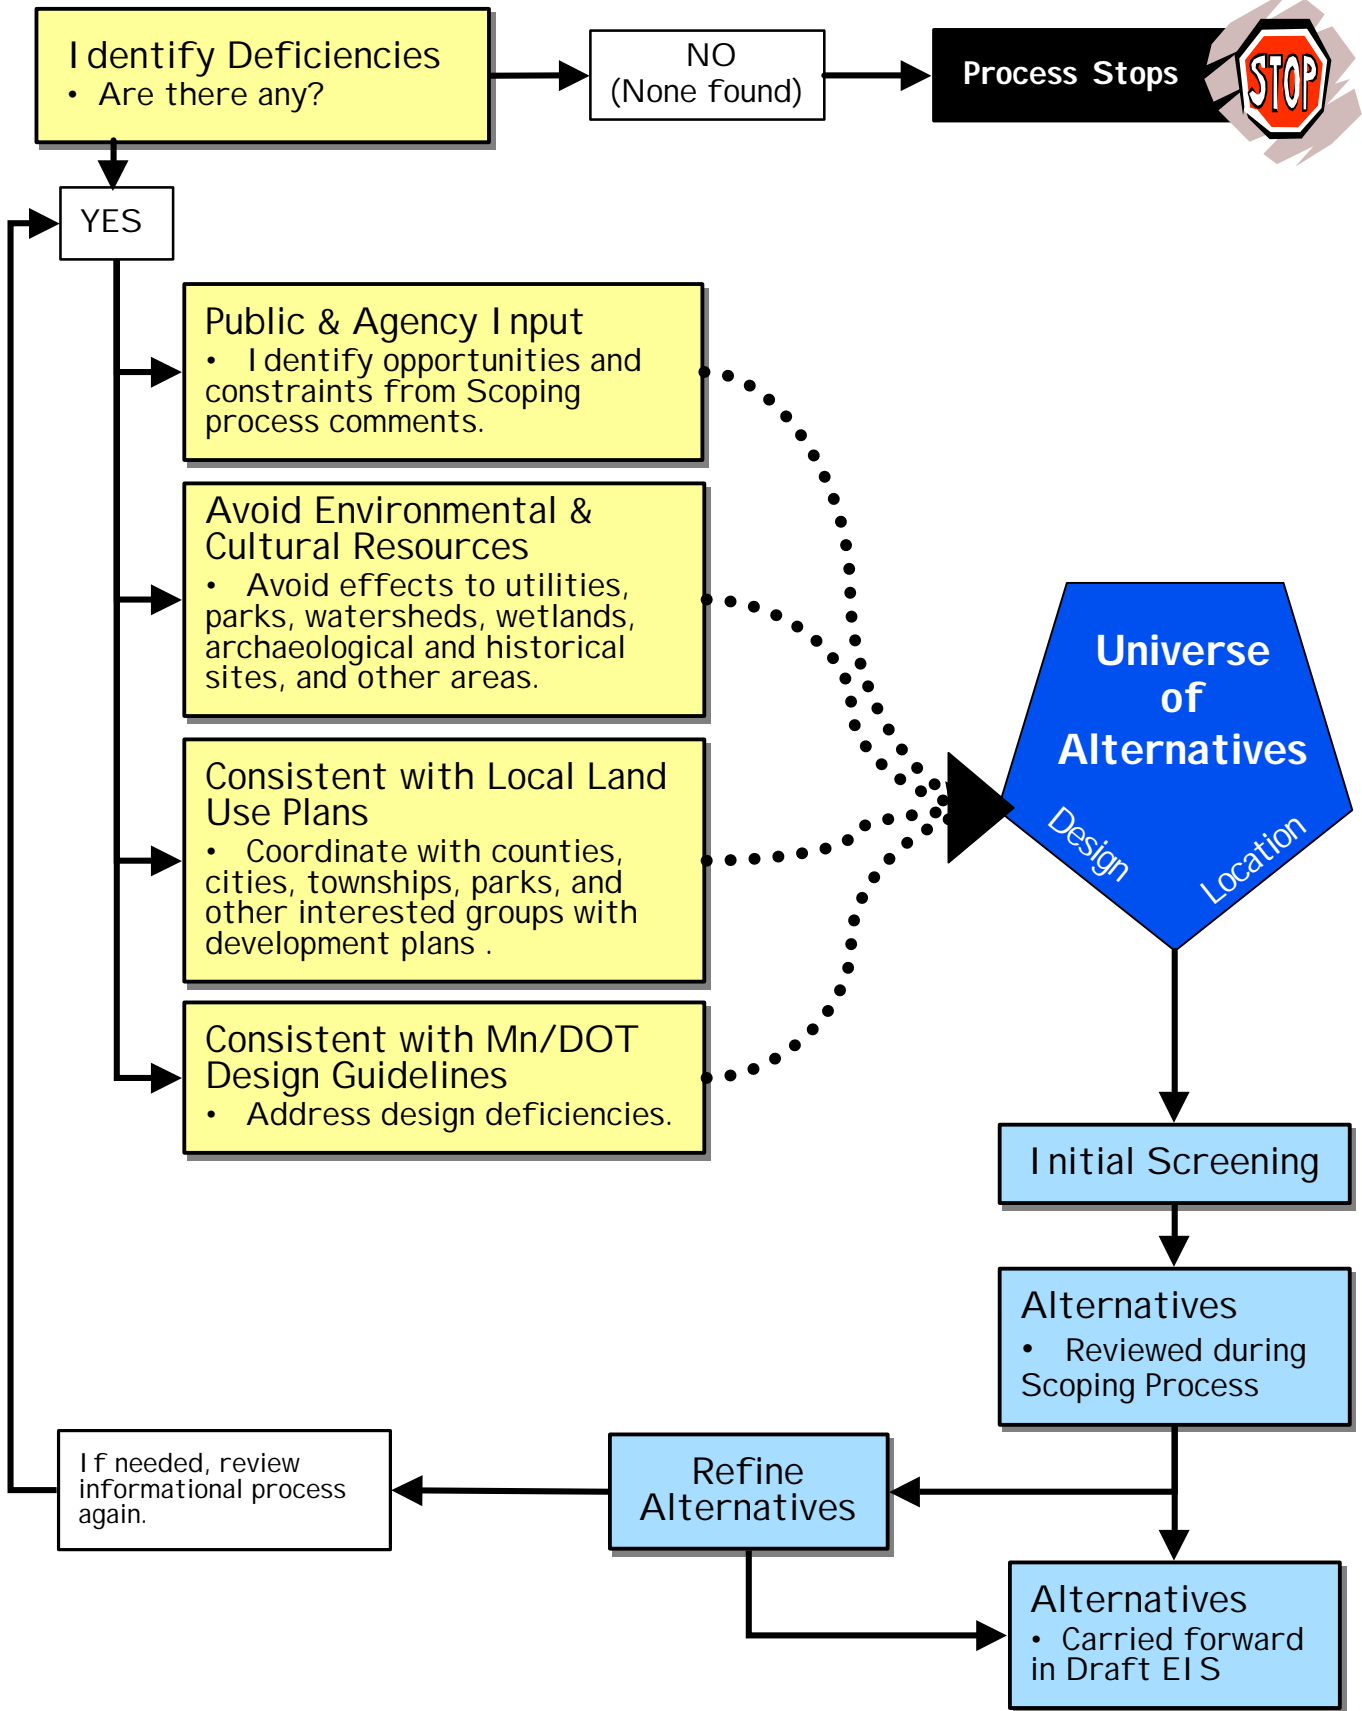 Identify Deficiencies
• Are there any?
NO
(None found)
Process Stops
STOP
YES
Public & Agency Input
• Identify opportunities and
constraints from Scoping
process comments.
Avoid Environmental &
Cultural Resources
• Avoid effects to utilities,
parks, watersheds, wetlands,
archaeological and historical
sites, and other areas.
Consistent with Local Land
Use Plans
• Coordinate with counties,
cities, townships, parks, and
other interested groups with
development plans .
Consistent with Mn/DOT
Design Guidelines
• Address design deficiencies.
Universe
of
Alternatives
Design
Location
Initial Screening
Alternatives
• Reviewed during
Scoping Process
Refine
Alternatives
If needed, review
informational process
again.
Alternatives
• Carried forward
in Draft EIS